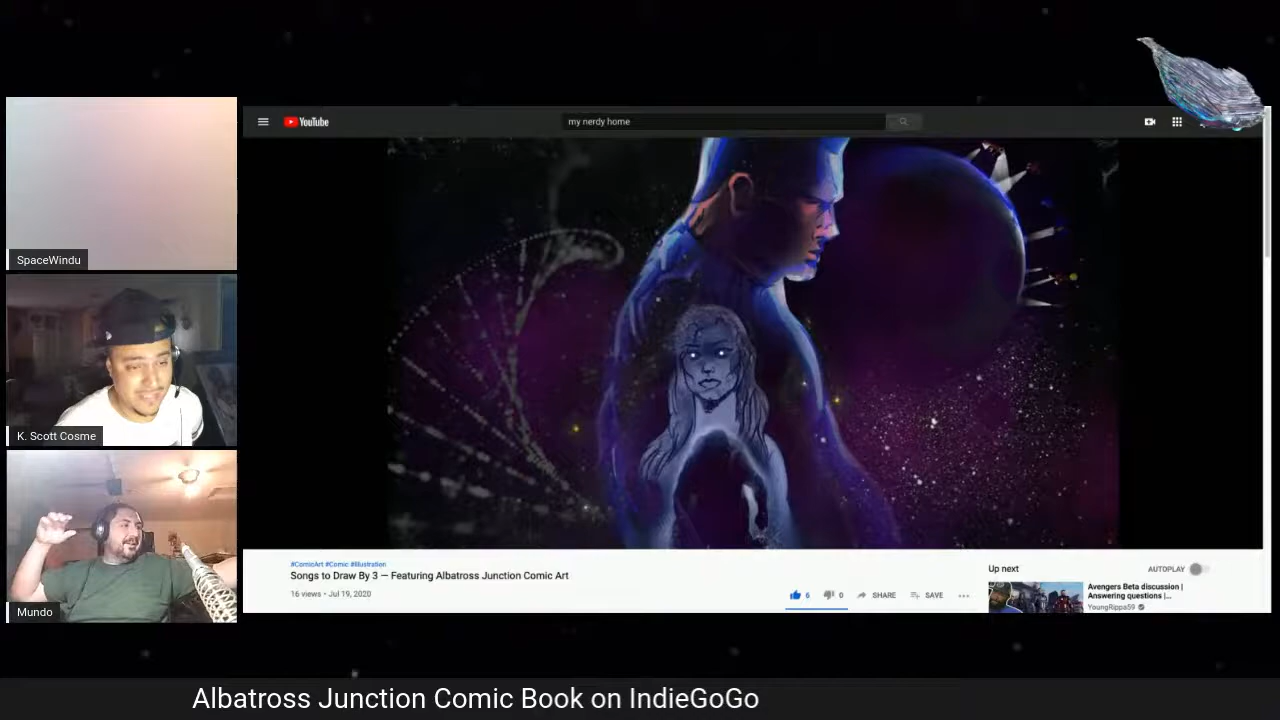 YouTube
my nerdy home
SpaceWindu
K. Scott Cosme
Mundo
#ComicArt #Comic #Illustration
Songs to Draw By 3 — Featuring Albatross Junction Comic Art
16 views • Jul 19, 2020
6
0
SHARE
SAVE
Up next
AUTOPLAY
Avengers Beta discussion |
Answering questions |...
YoungRippa59
Albatross Junction Comic Book on IndieGoGo